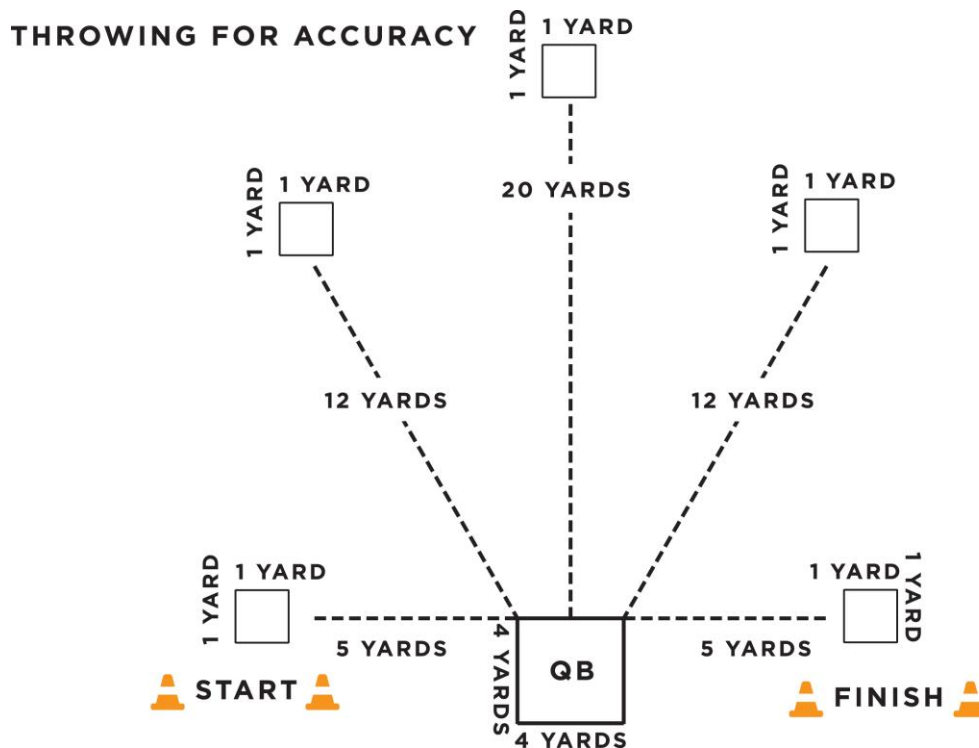 THROWING FOR ACCURACY
1 YARD
1 YARD
20 YARDS
1 YARD
1 YARD
1 YARD
1 YARD
12 YARDS
12 YARDS
1 YARD
1 YARD
1 YARD
1 YARD
5 YARDS
4 YARDS
QB
5 YARDS
START
FINISH
4 YARDS